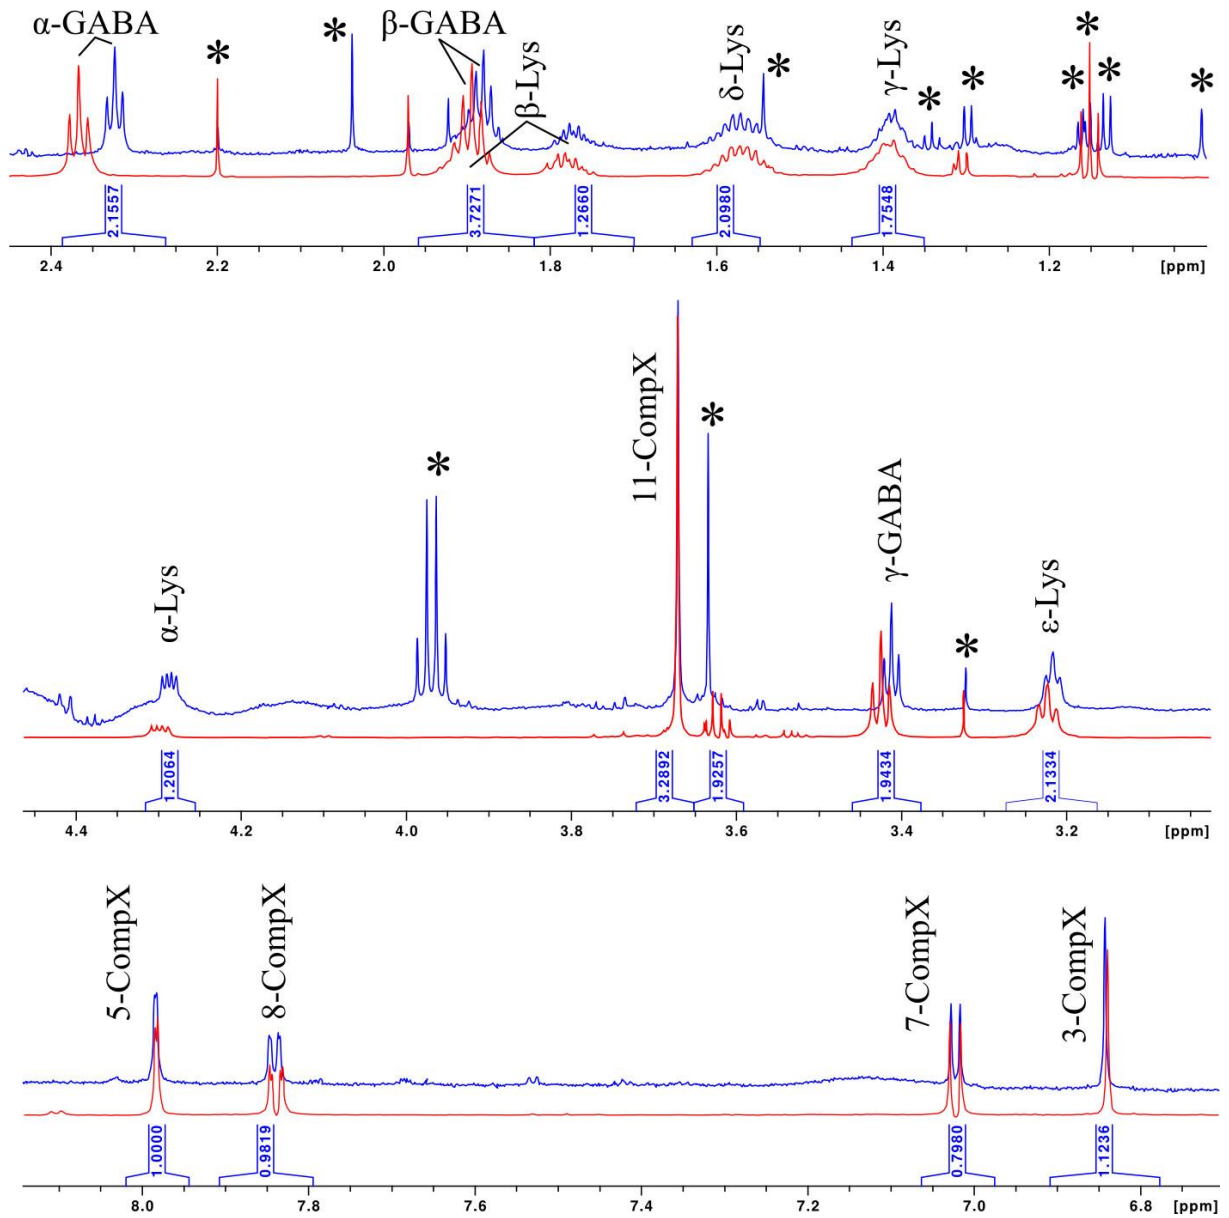 α-GABA * * β-GABA β-Lys δ-Lys * γ-Lys * * * * * *
2.1557 3.7271 1.2660 2.0980 1.7548
2.4 2.2 2.0 1.8 1.6 1.4 1.2 [ppm]
α-Lys * 11-CompX * γ-GABA * ε-Lys
1.2064 3.2892 1.9257 1.9434 2.1334
4.4 4.2 4.0 3.8 3.6 3.4 3.2 [ppm]
5-CompX 8-CompX 7-CompX 3-CompX
1.0000 0.9819 0.7980 1.1236
8.0 7.8 7.6 7.4 7.2 7.0 6.8 [ppm]